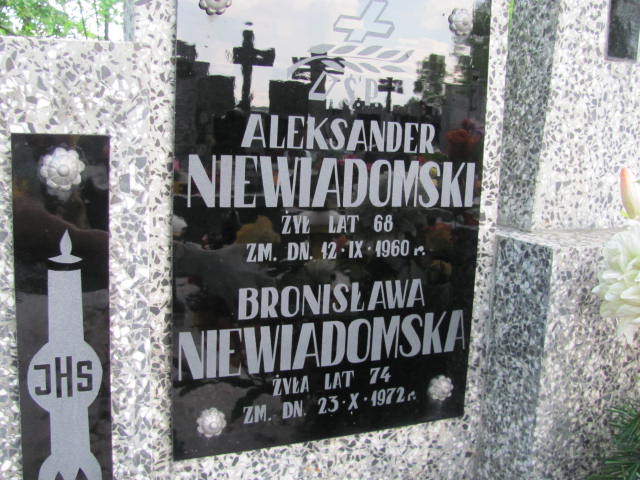 Ś.P.
ALEKSANDER
NIEWIADOMSKI
ŻYŁ LAT 68
ZM. DN. 12·IX·1960 r.
BRONISŁAWA
NIEWIADOMSKA
ŻYŁA LAT 74
ZM. DN. 23·X·1972 r.
JHS